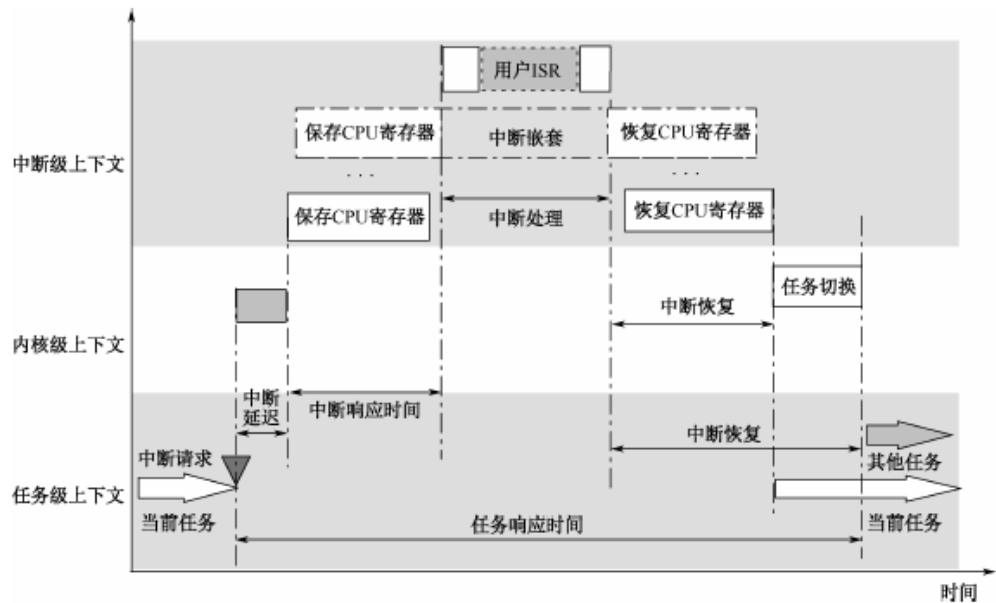 用户ISR
保存CPU寄存器
中断嵌套
恢复CPU寄存器
中断级上下文
...
...
保存CPU寄存器
中断处理
恢复CPU寄存器
任务切换
中断恢复
内核级上下文
中断
延迟
中断响应时间
中断恢复
中断请求
其他任务
任务级上下文
当前任务
任务响应时间
当前任务
时间